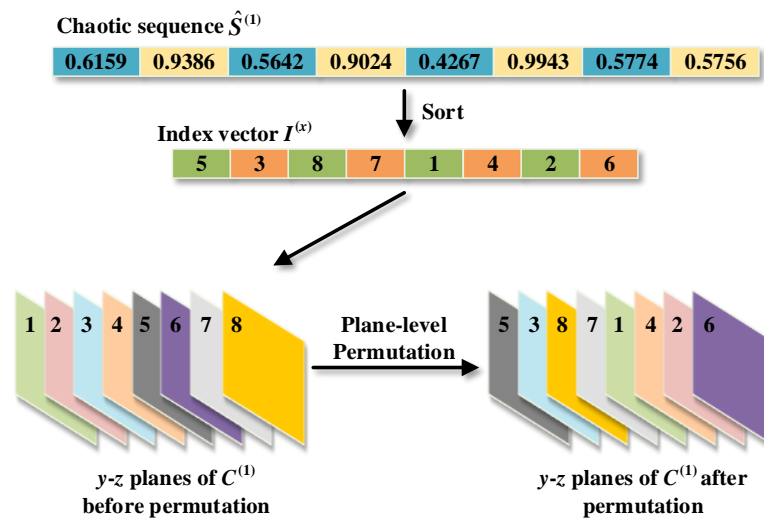 Chaotic sequence Ŝ⁽¹⁾
0.6159 0.9386 0.5642 0.9024 0.4267 0.9943 0.5774 0.5756
Sort
Index vector I⁽ˣ⁾
5 3 8 7 1 4 2 6
1 2 3 4 5 6 7 8
Plane-level
Permutation
5 3 8 7 1 4 2 6
y-z planes of C⁽¹⁾
before permutation
y-z planes of C⁽¹⁾ after
permutation